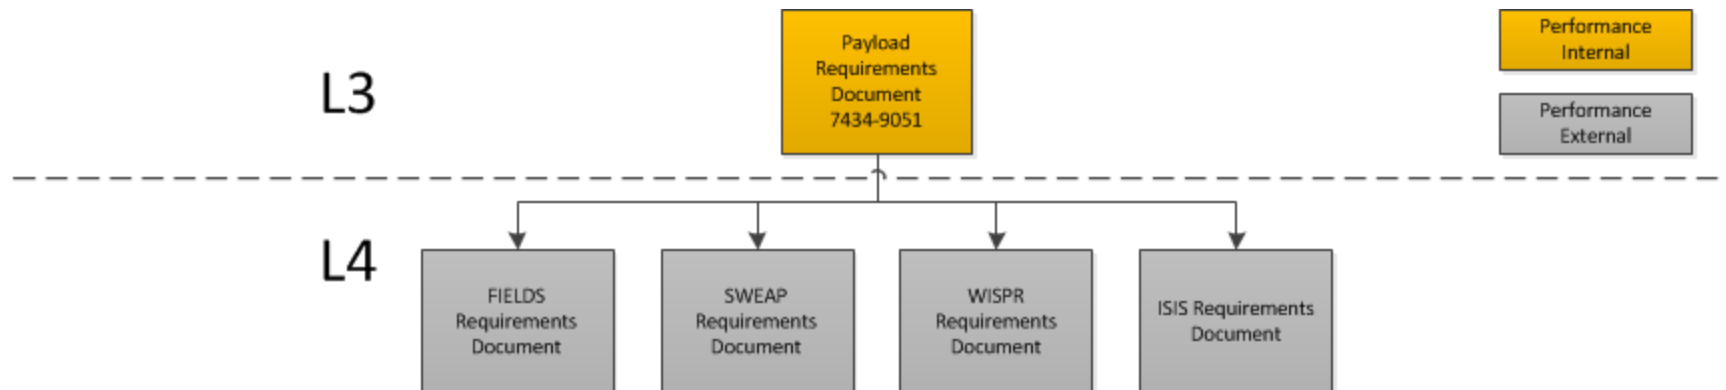 L3
Payload
Requirements
Document
7434-9051
Performance
Internal
Performance
External
L4
FIELDS
Requirements
Document
SWEAP
Requirements
Document
WISPR
Requirements
Document
ISIS Requirements
Document